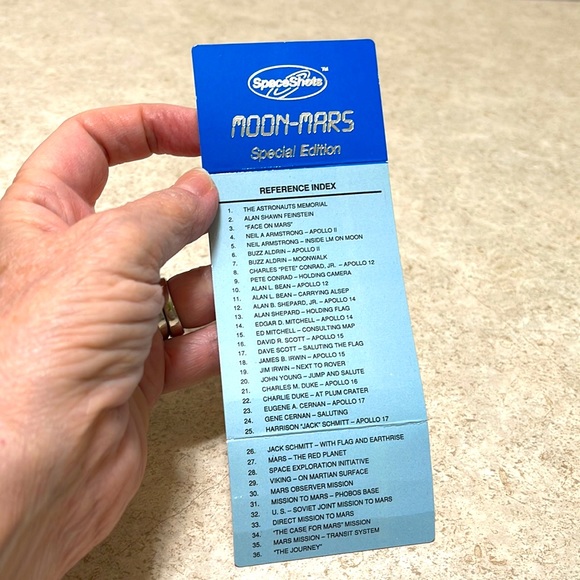 SpaceShots™
MOON-MARS
Special Edition
REFERENCE INDEX
1. THE ASTRONAUTS MEMORIAL
2. ALAN SHAWN FEINSTEIN
3. "FACE ON MARS"
4. NEIL A ARMSTRONG – APOLLO II
5. NEIL ARMSTRONG – INSIDE LM ON MOON
6. BUZZ ALDRIN – APOLLO II
7. BUZZ ALDRIN – MOONWALK
8. CHARLES "PETE" CONRAD, JR. – APOLLO 12
9. PETE CONRAD – HOLDING CAMERA
10. ALAN L. BEAN – APOLLO 12
11. ALAN L. BEAN – CARRYING ALSEP
12. ALAN B. SHEPARD, JR. – APOLLO 14
13. ALAN SHEPARD – HOLDING FLAG
14. EDGAR D. MITCHELL – APOLLO 14
15. ED MITCHELL – CONSULTING MAP
16. DAVID R. SCOTT – APOLLO 15
17. DAVE SCOTT – SALUTING THE FLAG
18. JAMES B. IRWIN – APOLLO 15
19. JIM IRWIN – NEXT TO ROVER
20. JOHN YOUNG – JUMP AND SALUTE
21. CHARLES M. DUKE – APOLLO 16
22. CHARLIE DUKE – AT PLUM CRATER
23. EUGENE A. CERNAN – APOLLO 17
24. GENE CERNAN – SALUTING
25. HARRISON "JACK" SCHMITT – APOLLO 17
26. JACK SCHMITT – WITH FLAG AND EARTHRISE
27. MARS – THE RED PLANET
28. SPACE EXPLORATION INITIATIVE
29. VIKING – ON MARTIAN SURFACE
30. MARS OBSERVER MISSION
31. MISSION TO MARS – PHOBOS BASE
32. U. S. – SOVIET JOINT MISSION TO MARS
33. DIRECT MISSION TO MARS
34. "THE CASE FOR MARS" MISSION
35. MARS MISSION – TRANSIT SYSTEM
36. "THE JOURNEY"